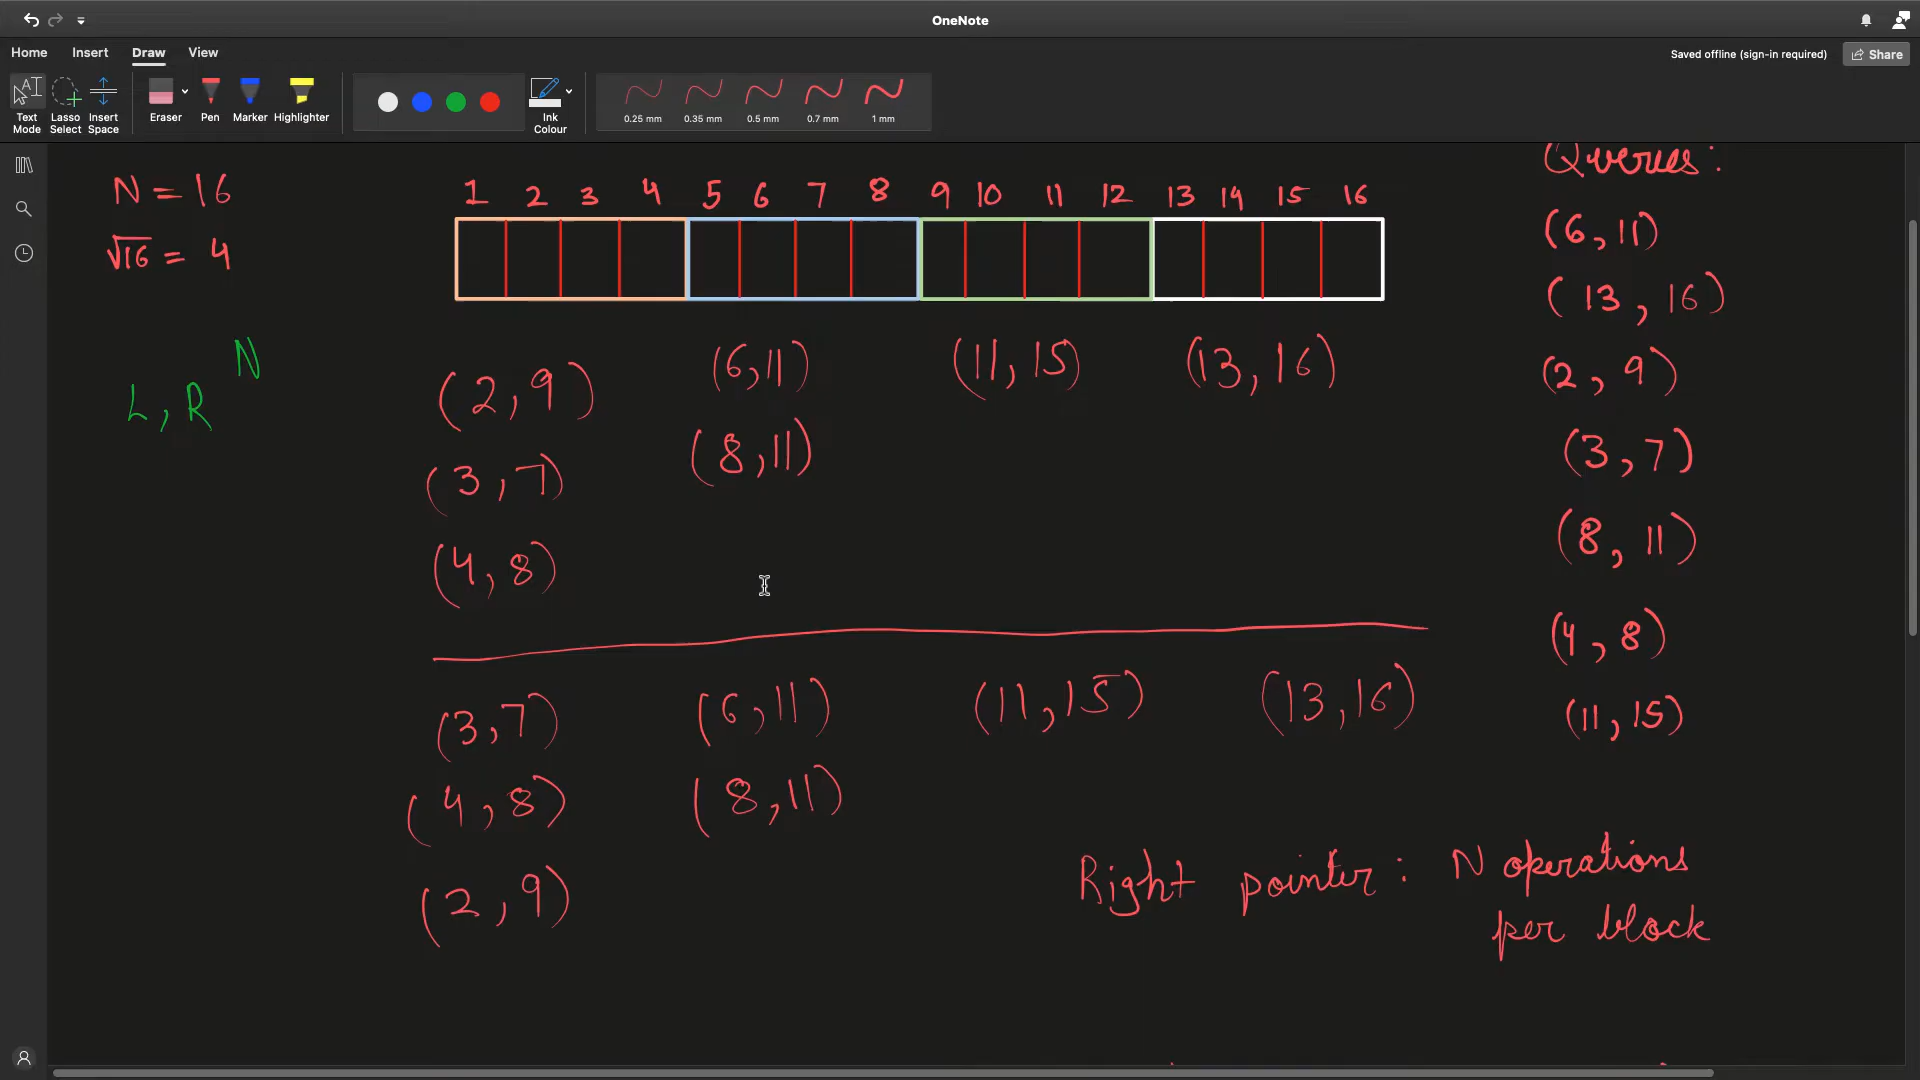 OneNote
Home Insert Draw View
Saved offline (sign-in required) Share
Text Mode
Lasso Select
Insert Space
Eraser
Pen
Marker
Highlighter
Ink Colour
0.25 mm 0.35 mm 0.5 mm 0.7 mm 1 mm
N = 16
√16 = 4
L, R N
1 2 3 4 5 6 7 8 9 10 11 12 13 14 15 16
(2, 9) (6,11) (11, 15) (13, 16)
(3, 7) (8,11)
(4, 8)
(3,7) (6,11) (11,15) (13,16)
(4, 8) (8,11)
(2, 9)
Queries:
(6, 11)
(13, 16)
(2, 9)
(3, 7)
(8, 11)
(4, 8)
(11, 15)
Right pointer: N operations
per block